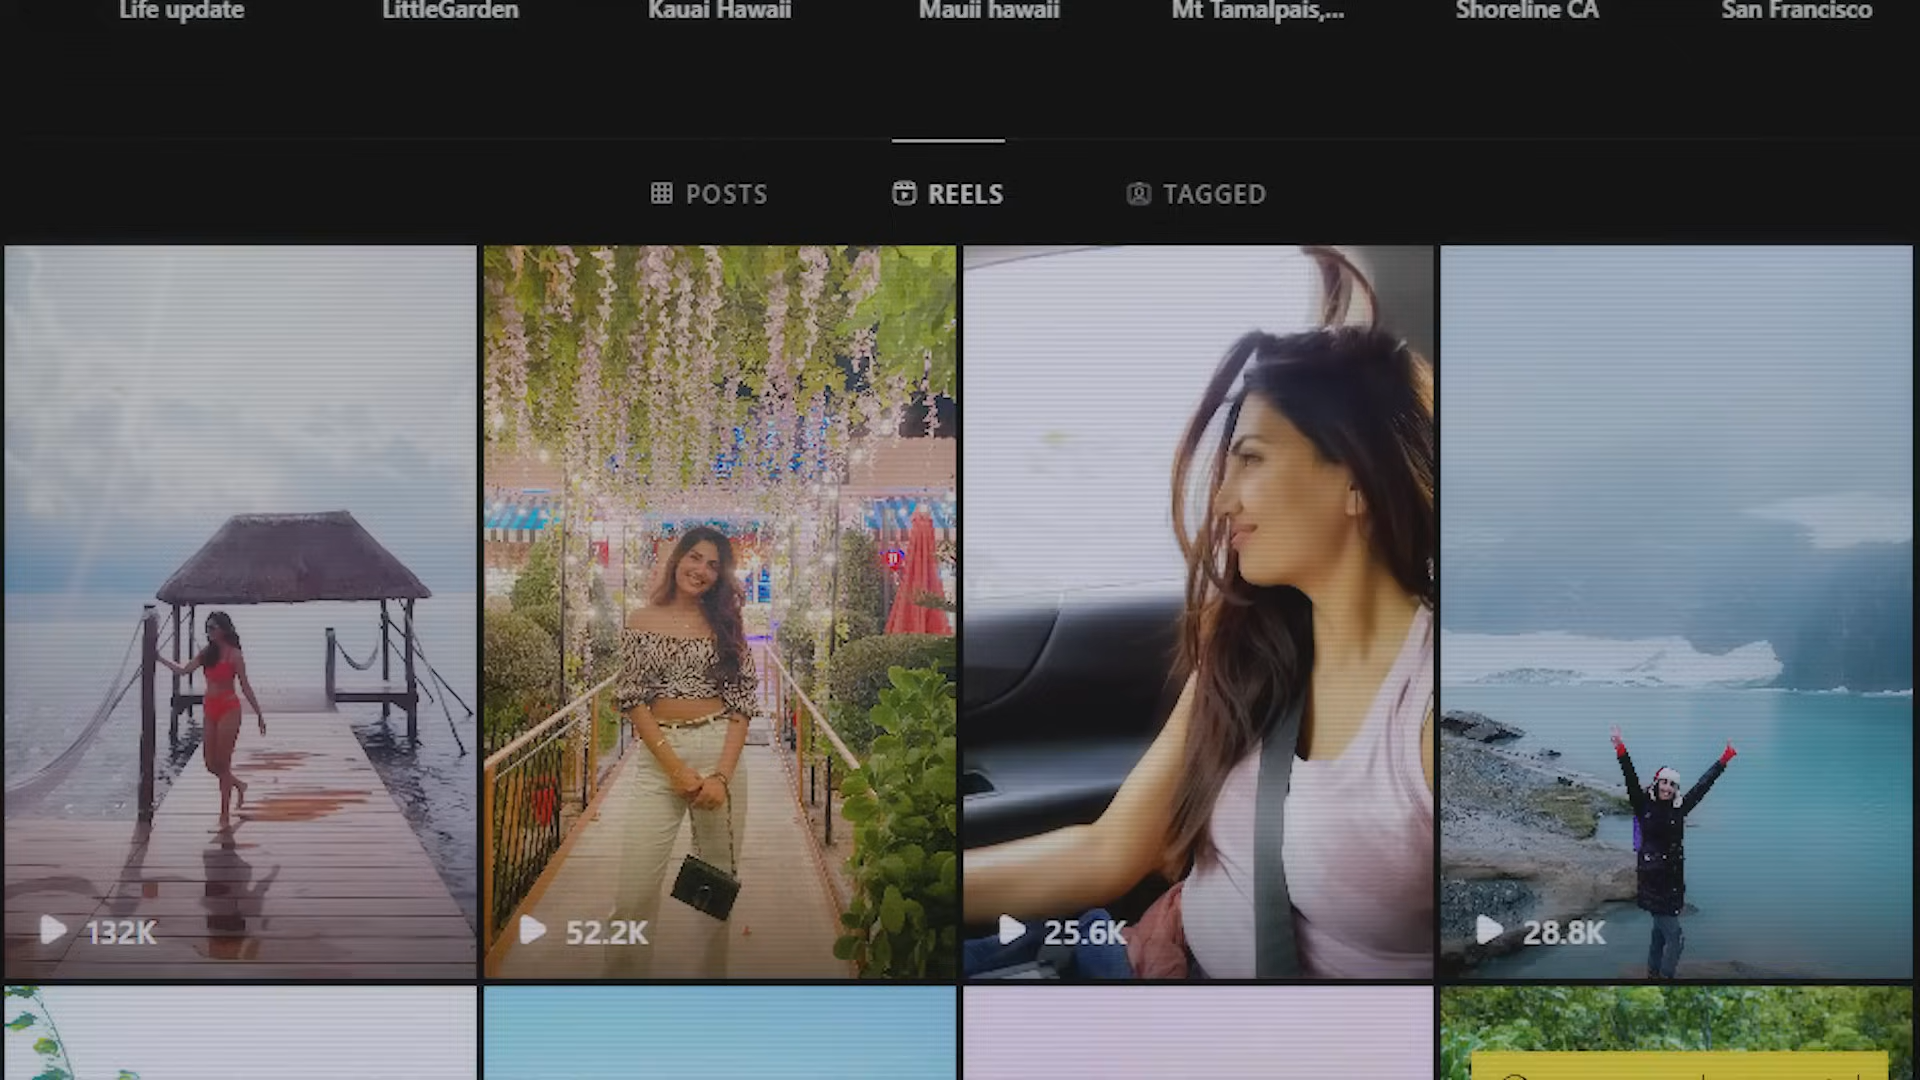 Life update
LittleGarden
Kauai Hawaii
Mauii hawaii
Mt Tamalpais,...
Shoreline CA
San Francisco
POSTS
REELS
TAGGED
132K
52.2K
25.6K
28.8K